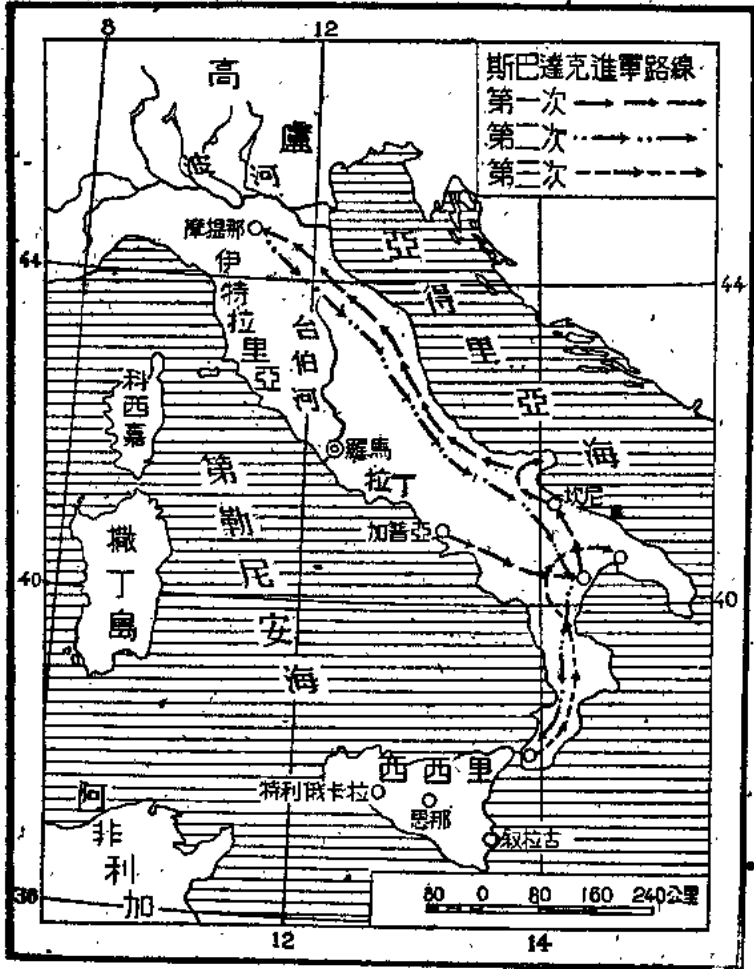 8
12
斯巴達克進軍路線
第一次
第二次
第三次
高盧
波河
摩提那
44
44
伊特拉里亞
台伯河
亞得里亞海
科西嘉
羅馬
拉丁
第勒尼安海
坎尼
加普亞
撒丁島
40
40
西西里
特利俄卡拉
恩那
叙拉古
阿非利加
36
80 0 80 160 240公里
12
14